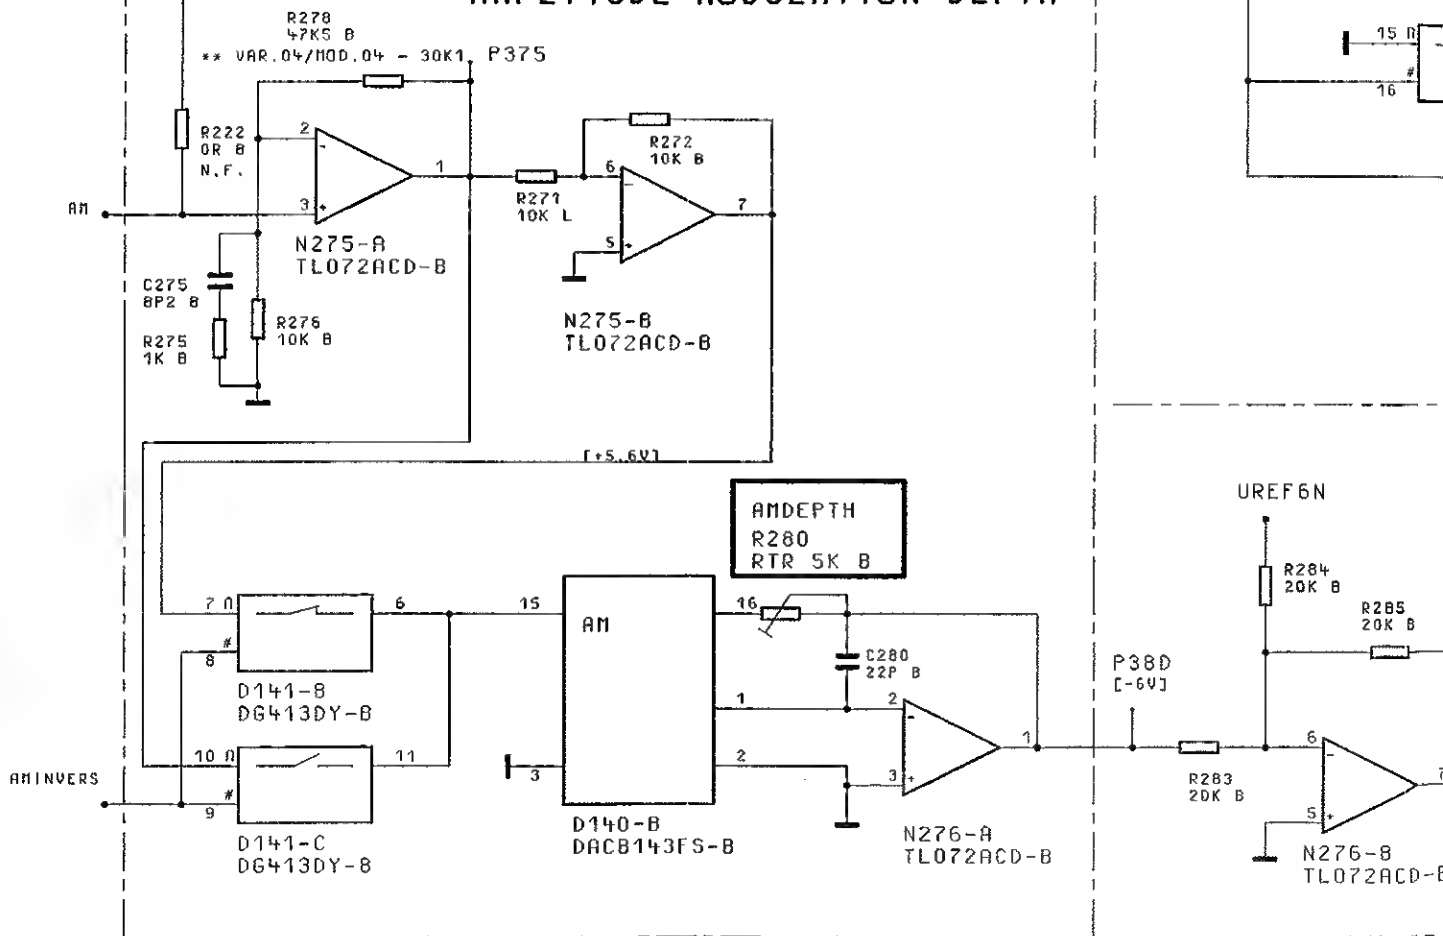 R278
47K5 B
** VAR.04/MOD.04 - 30K1
P375
15
#
16
R222
0R B
N.F.
2
3
1
AM
N275-A
TL072ACD-B
R271
10K L
R272
10K B
6
5
7
N275-B
TL072ACD-B
C275
8P2 B
R275
1K B
R276
10K B
[+5.6V]
AMDEPTH
R280
RTR 5K B
UREF6N
R284
20K B
R285
20K B
7
6
#
8
D141-B
DG413DY-B
10
11
#
9
D141-C
DG413DY-B
AMINVERS
15
AM
16
1
2
3
D140-B
DAC8143FS-B
C280
22P B
2
3
1
N276-A
TL072ACD-B
P38D
[-6V]
R283
20K B
6
5
7
N276-B